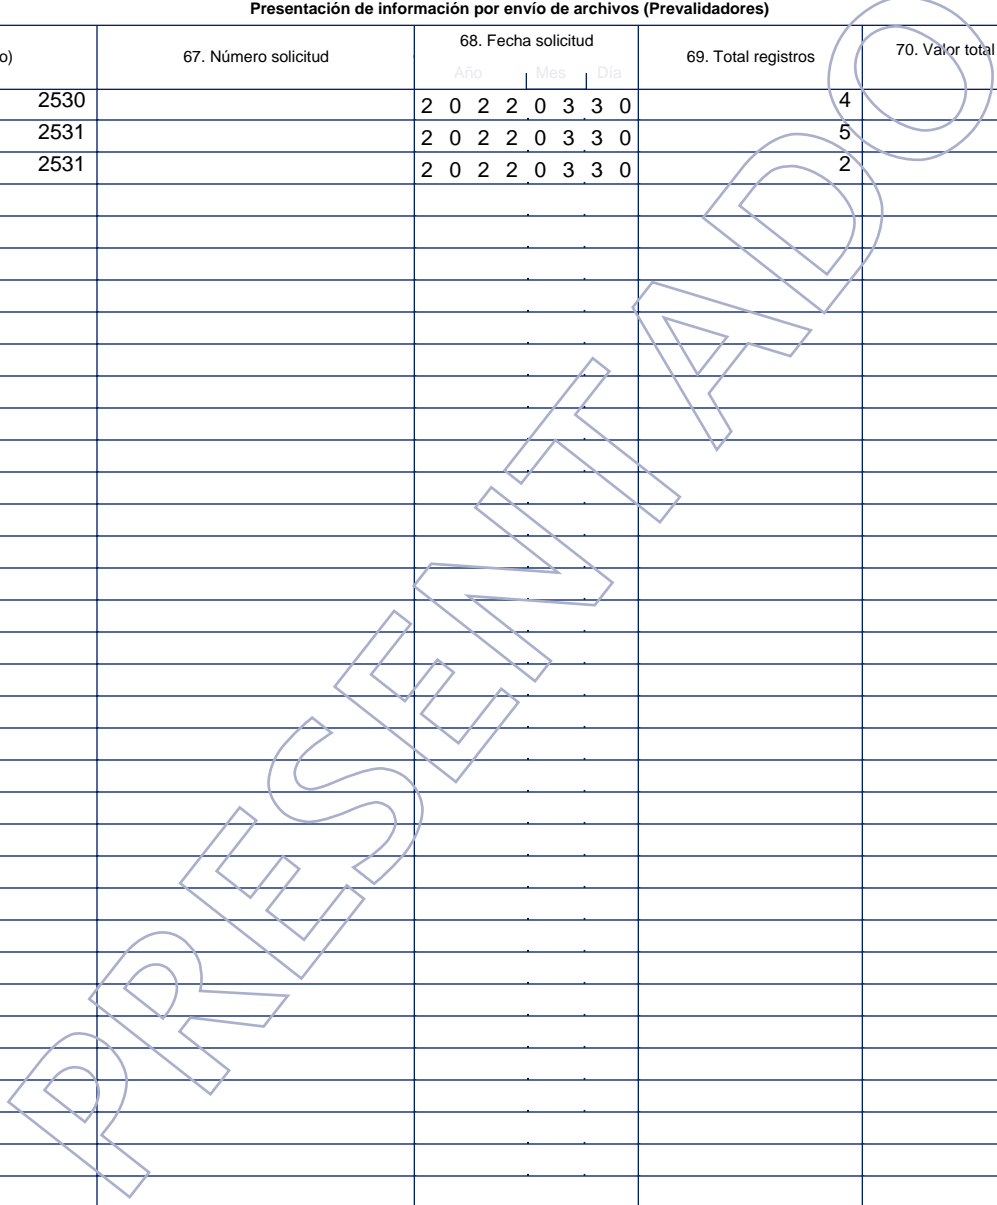 Presentación de información por envío de archivos (Prevalidadores)
o) 67. Número solicitud 68. Fecha solicitud 69. Total registros 70. Valor total
Año Mes Día
2530 2 0 2 2 0 3 3 0 4
2531 2 0 2 2 0 3 3 0 5
2531 2 0 2 2 0 3 3 0 2
PRESENTADO